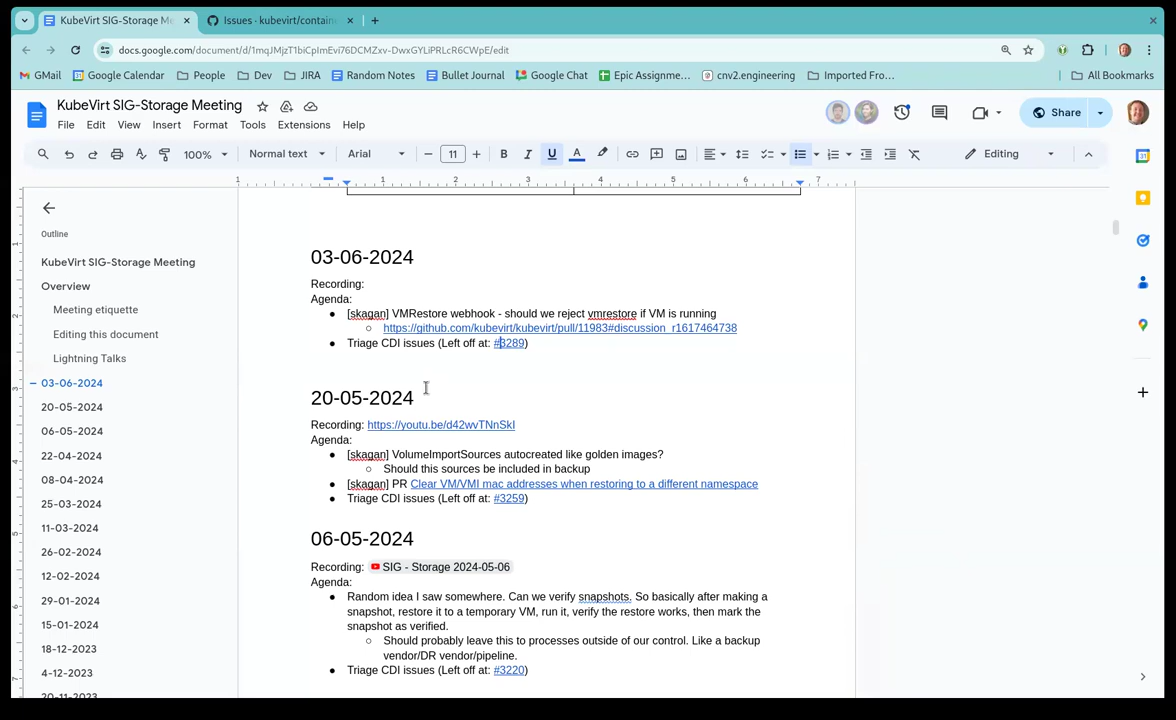 KubeVirt SIG-Storage Me
Issues · kubevirt/contain
docs.google.com/document/d/1mqJMjzT1biCpImEvi76DCMZxv-DwxGYLiPRLcR6CWpE/edit
GMail Google Calendar People Dev JIRA Random Notes Bullet Journal Google Chat Epic Assignme... cnv2.engineering Imported Fro... All Bookmarks
KubeVirt SIG-Storage Meeting
Share
File Edit View Insert Format Tools Extensions Help
100% Normal text Arial 11 B I U A Editing
1 1 2 3 4 5 6 7
Outline
KubeVirt SIG-Storage Meeting
Overview
Meeting etiquette
Editing this document
Lightning Talks
03-06-2024
20-05-2024
06-05-2024
22-04-2024
08-04-2024
25-03-2024
11-03-2024
26-02-2024
12-02-2024
29-01-2024
15-01-2024
18-12-2023
4-12-2023
20-11-2023
03-06-2024
Recording:
Agenda:
● [skagan] VMRestore webhook - should we reject vmrestore if VM is running
○ https://github.com/kubevirt/kubevirt/pull/11983#discussion_r1617464738
● Triage CDI issues (Left off at: #3289)
20-05-2024
Recording: https://youtu.be/d42wvTNnSkI
Agenda:
● [skagan] VolumeImportSources autocreated like golden images?
○ Should this sources be included in backup
● [skagan] PR Clear VM/VMI mac addresses when restoring to a different namespace
● Triage CDI issues (Left off at: #3259)
06-05-2024
Recording: SIG - Storage 2024-05-06
Agenda:
● Random idea I saw somewhere. Can we verify snapshots. So basically after making a
snapshot, restore it to a temporary VM, run it, verify the restore works, then mark the
snapshot as verified.
○ Should probably leave this to processes outside of our control. Like a backup
vendor/DR vendor/pipeline.
● Triage CDI issues (Left off at: #3220)